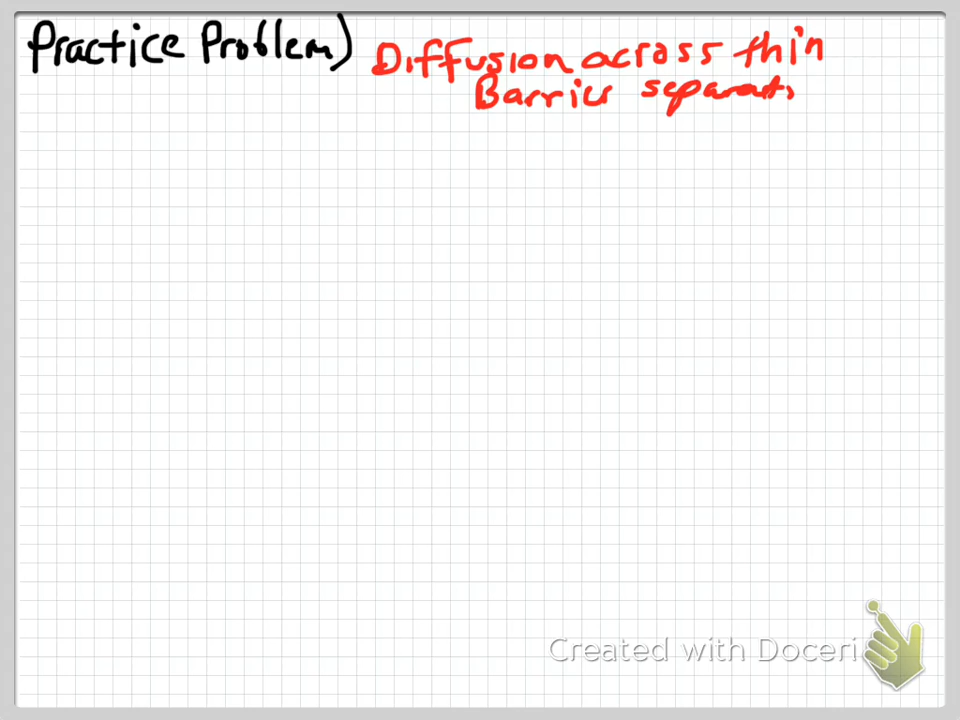 Practice Problem) Diffusion across thin
Barrier
Created with Doceri